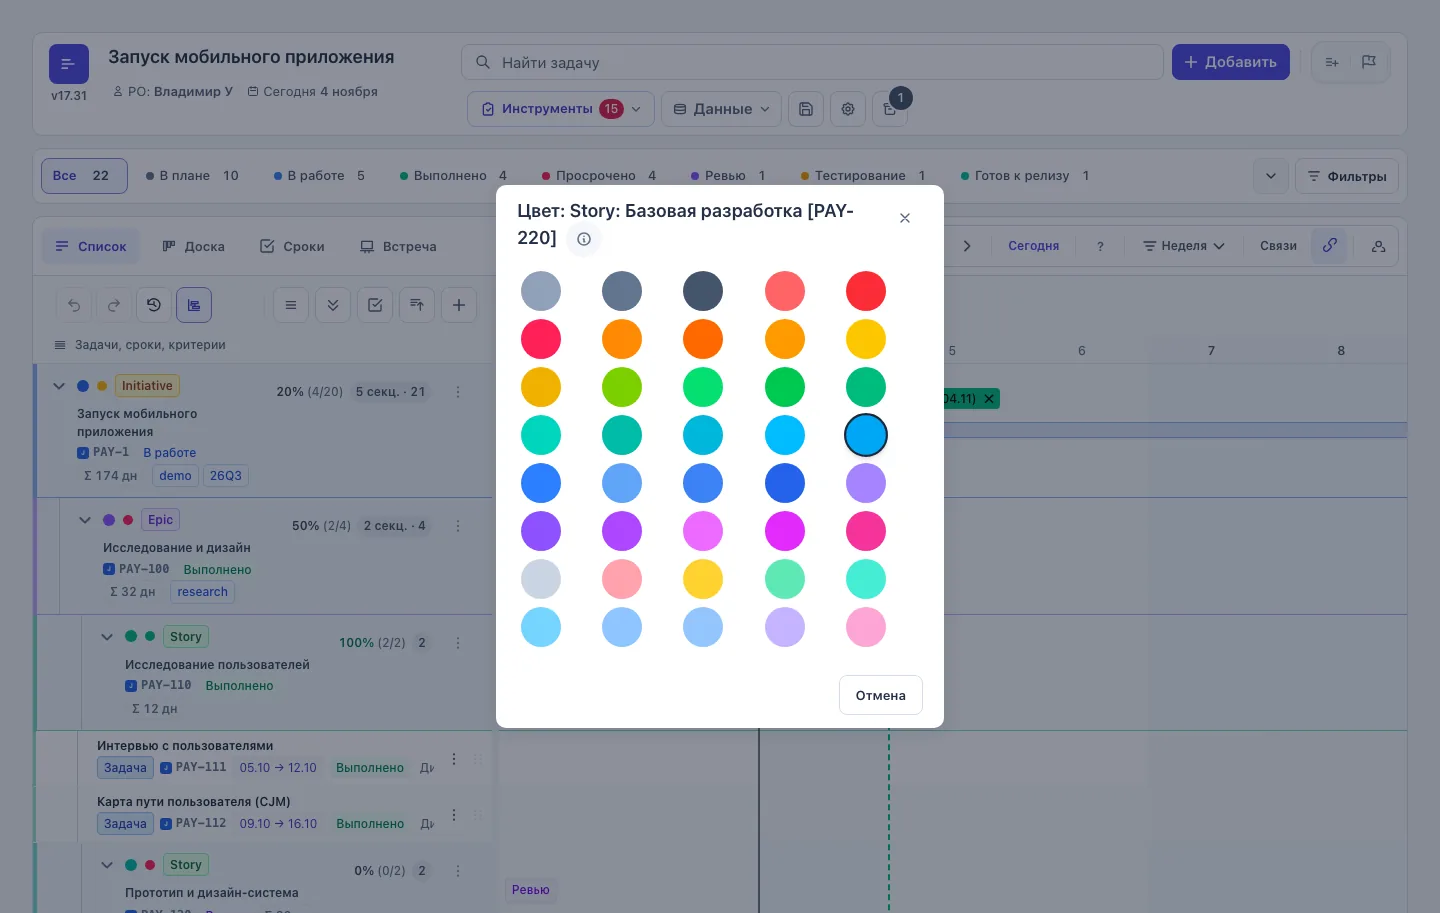 Запуск мобильного приложения
Найти задачу
Добавить
v17.31
PO: Владимир У
Сегодня 4 ноября
Инструменты 15
Данные
1
Все 22
В плане 10
В работе 5
Выполнено 4
Просрочено 4
Ревью 1
Тестирование 1
Готов к релизу 1
Фильтры
Цвет: Story: Базовая разработка [PAY-
220]
Список
Доска
Сроки
Встреча
Сегодня
?
Неделя
Связи
Задачи, сроки, критерии
5 6 7 8
Initiative
20% (4/20) 5 секц. · 21
04.11)
Запуск мобильного
приложения
PAY-1 В работе
Σ 174 дн demo 26Q3
Epic
50% (2/4) 2 секц. · 4
Исследование и дизайн
PAY-100 Выполнено
Σ 32 дн research
Story
100% (2/2) 2
Исследование пользователей
PAY-110 Выполнено
Σ 12 дн
Отмена
Интервью с пользователями
Задача PAY-111 05.10 → 12.10 Выполнено
Карта пути пользователя (CJM)
Задача PAY-112 09.10 → 16.10 Выполнено
Story
0% (0/2) 2
Прототип и дизайн-система
Ревью